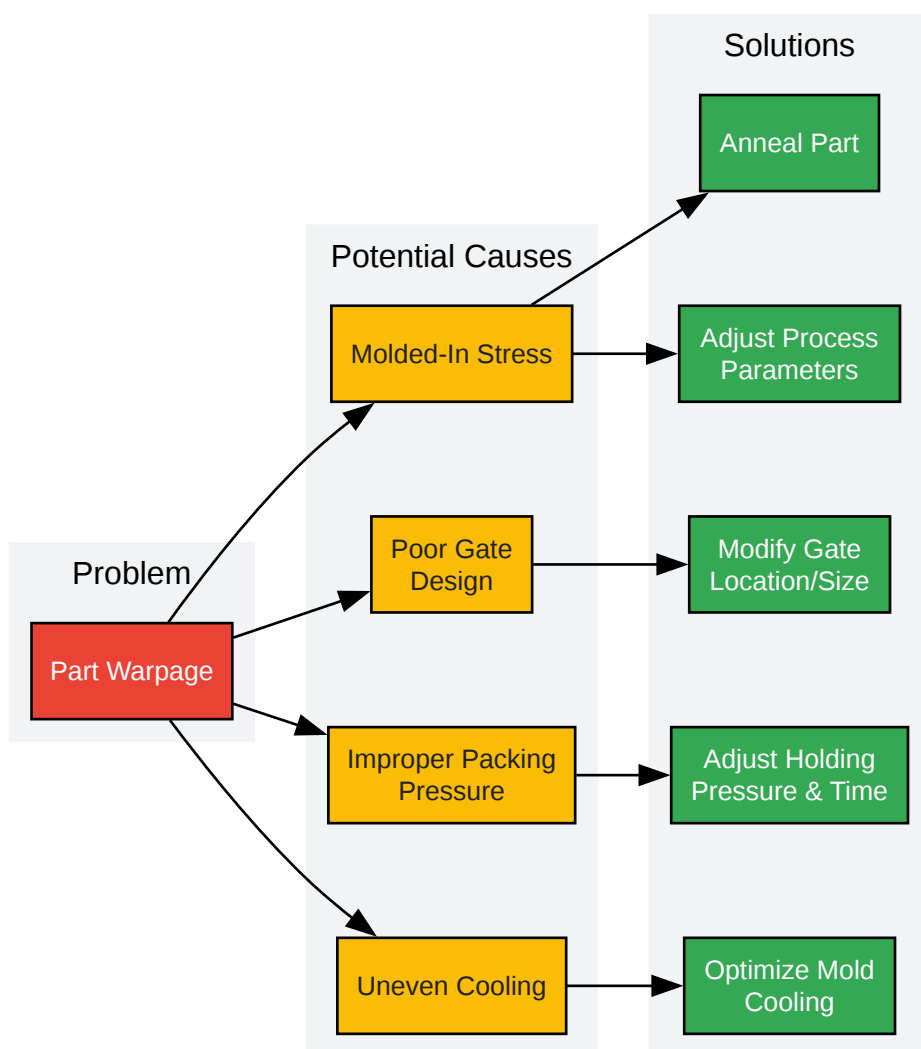 Problem
Part Warpage
Potential Causes
Molded-In Stress
Poor Gate
Design
Improper Packing
Pressure
Uneven Cooling
Solutions
Anneal Part
Adjust Process
Parameters
Modify Gate
Location/Size
Adjust Holding
Pressure & Time
Optimize Mold
Cooling